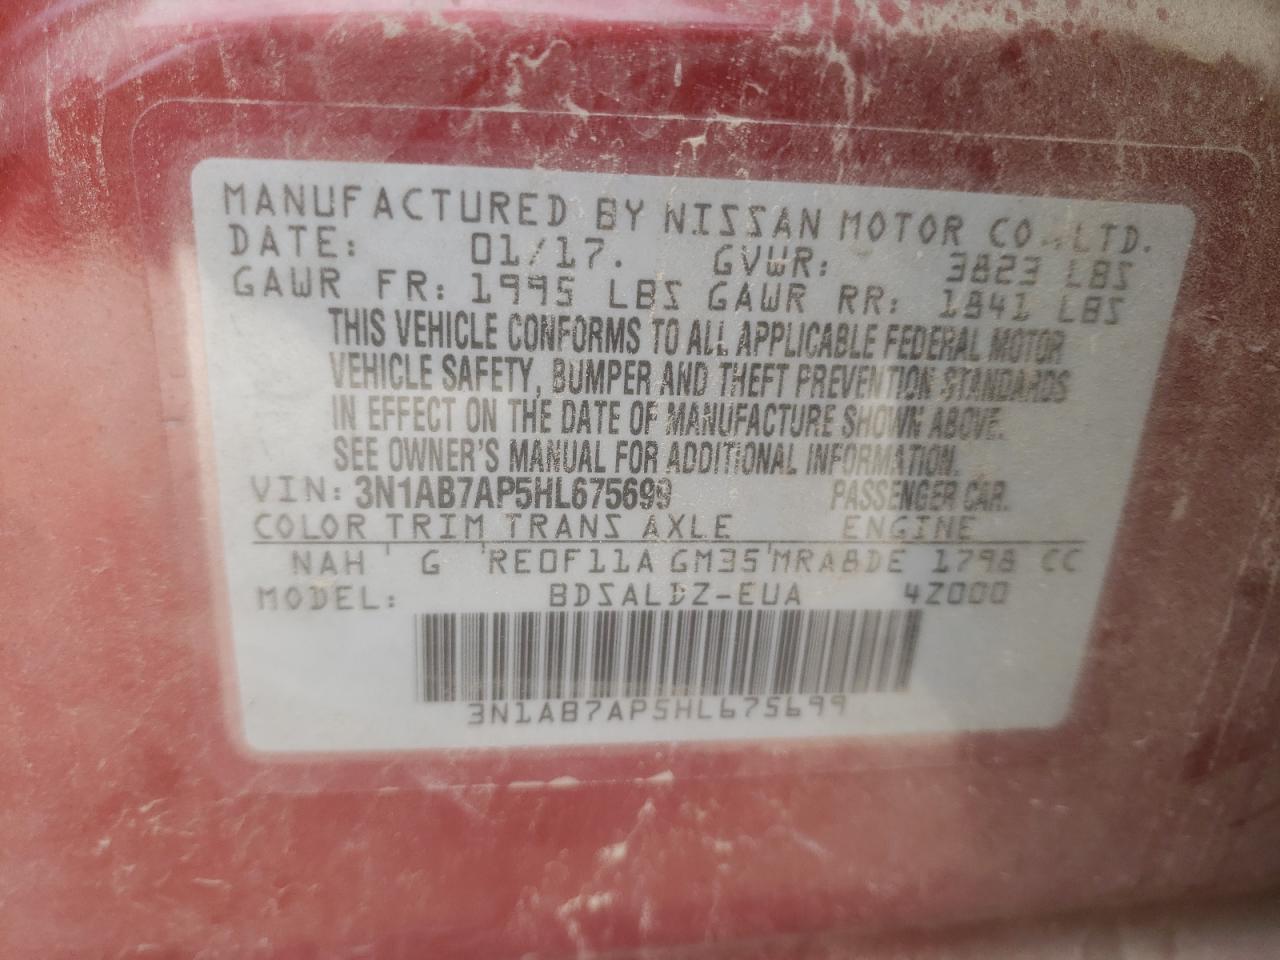 MANUFACTURED BY NISSAN MOTOR CO., LTD.
DATE: 01/17. GVWR: 3823 LBS
GAWR FR: 1995 LBS GAWR RR: 1841 LBS
THIS VEHICLE CONFORMS TO ALL APPLICABLE FEDERAL MOTOR
VEHICLE SAFETY, BUMPER AND THEFT PREVENTION STANDARDS
IN EFFECT ON THE DATE OF MANUFACTURE SHOWN ABOVE.
SEE OWNER'S MANUAL FOR ADDITIONAL INFORMATION.
VIN: 3N1AB7AP5HL675699 PASSENGER CAR.
COLOR TRIM TRANS AXLE ENGINE
NAH ' G 'RE0F11A GM35'MRA8DE 1798 CC
MODEL: BDSALDZ-EUA 4Z000
3N1AB7AP5HL675699